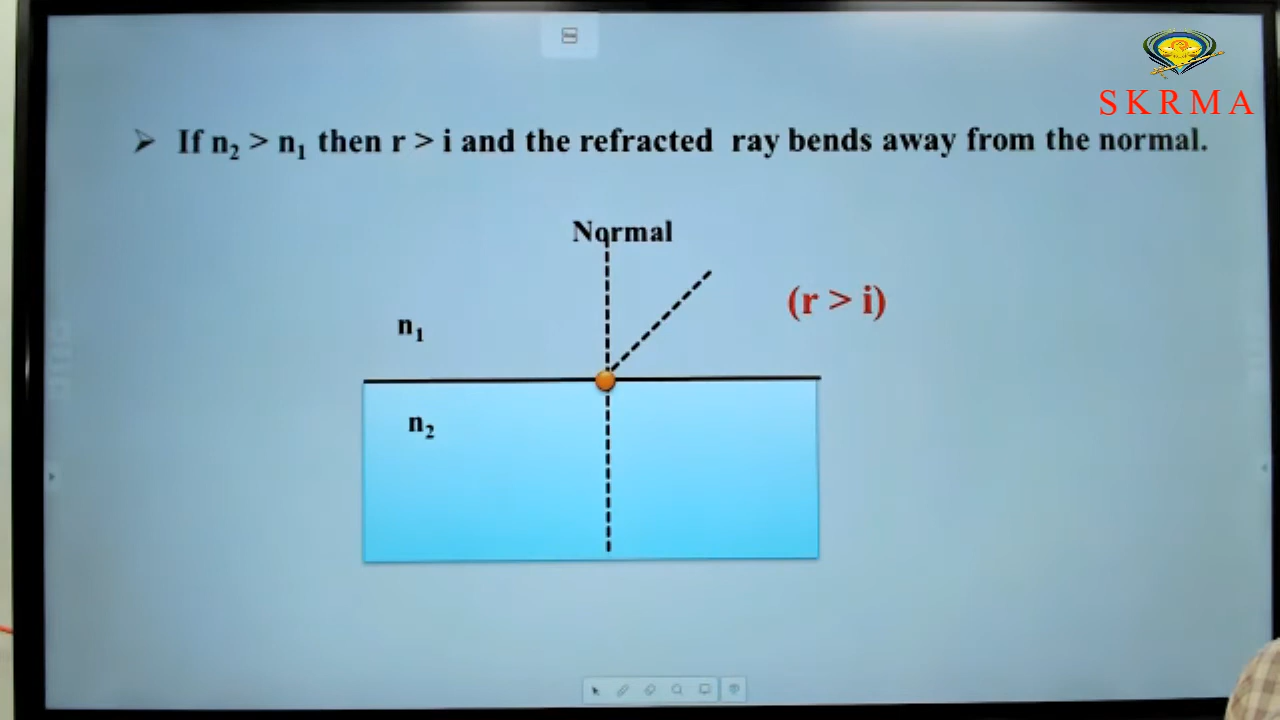 SKRMA
➢ If n₂ > n₁ then r > i and the refracted ray bends away from the normal.
Normal
(r > i)
n₁
n₂